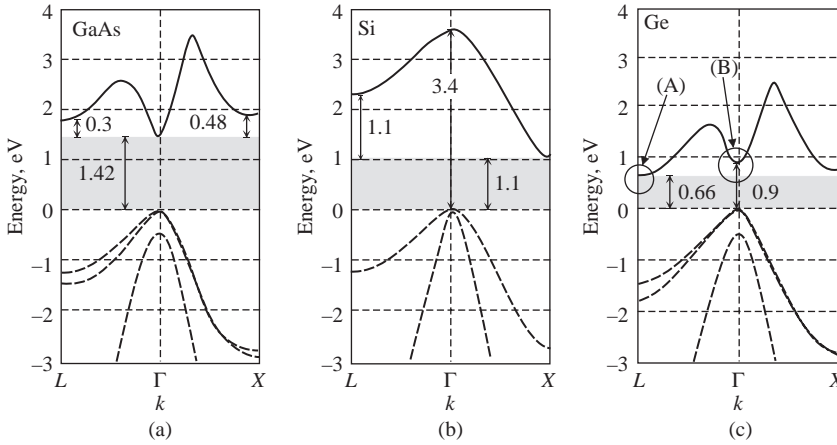 GaAs
4
3
2
1
0
−1
−2
−3
0.3
0.48
1.42
Energy, eV
L
Γ
X
k
(a)
Si
4
3
2
1
0
−1
−2
−3
3.4
1.1
1.1
Energy, eV
L
Γ
X
k
(b)
Ge
4
3
2
1
0
−1
−2
−3
(A)
(B)
0.66
0.9
Energy, eV
L
Γ
X
k
(c)